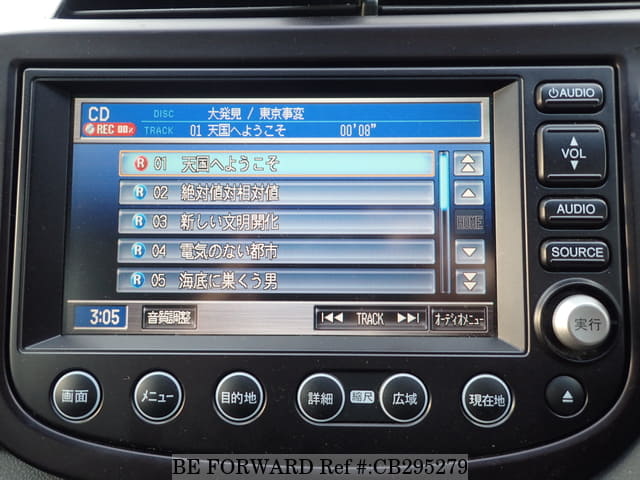 CD
DISC 大発見 / 東京事変
REC 00%
TRACK 01 天国へようこそ 00'08"
R 01 天国へようこそ
R 02 絶対値対相対値
R 03 新しい文明開化
R 04 電気のない都市
R 05 海底に巣くう男
HOME
3:05 音質調整 TRACK オーディオメニュー
AUDIO
VOL
AUDIO
SOURCE
実行
画面 メニュー 目的地 詳細 縮尺 広域 現在地
BE FORWARD Ref #:CB295279